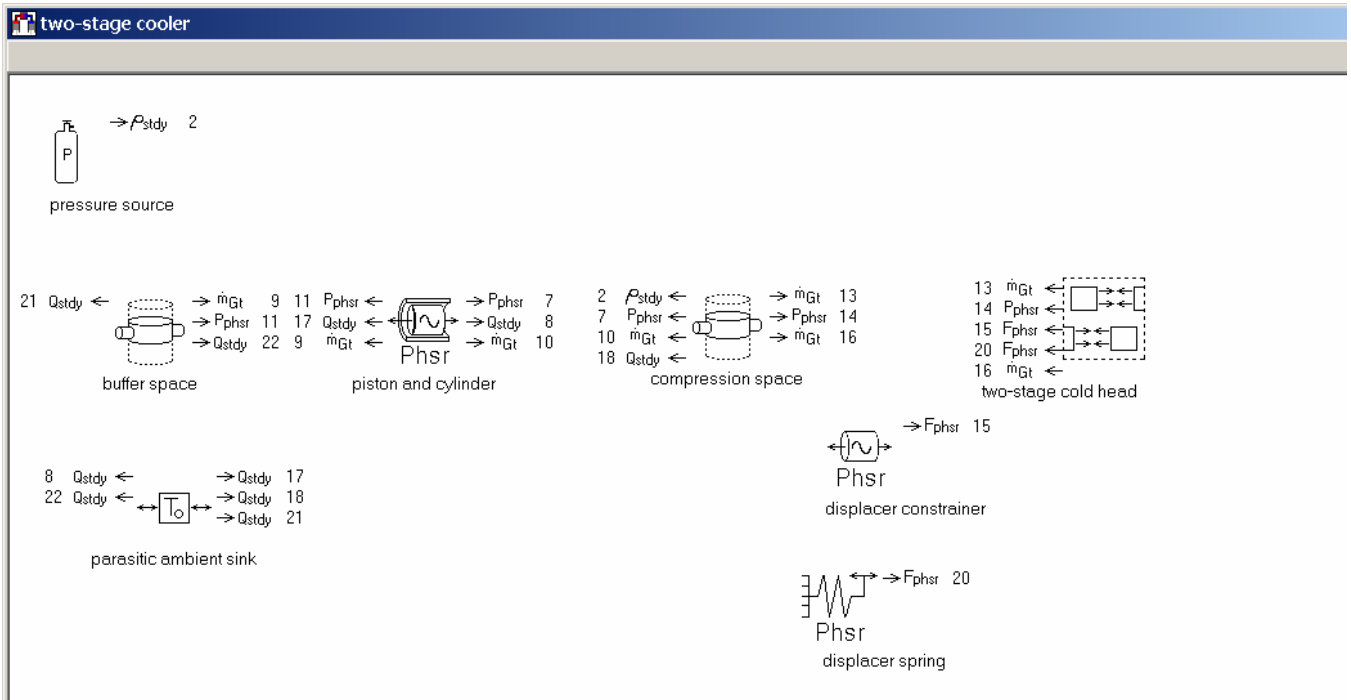 two-stage cooler
→ρstdy 2
P
pressure source
21 Qstdy ← → ṁGt 9 11 Pphsr ← → Pphsr 7
→ Pphsr 11 17 Qstdy ← → Qstdy 8
→ Qstdy 22 9 ṁGt ← → ṁGt 10
Phsr
buffer space
piston and cylinder
2 ρstdy ← → ṁGt 13
7 Pphsr ← → Pphsr 14
10 ṁGt ← → ṁGt 16
18 Qstdy ←
compression space
13 ṁGt ←
14 Pphsr ←
15 Fphsr ←
20 Fphsr ←
16 ṁGt ←
two-stage cold head
→ Fphsr 15
Phsr
displacer constrainer
8 Qstdy ← → Qstdy 17
22 Qstdy ← To → Qstdy 18
→ Qstdy 21
parasitic ambient sink
→ Fphsr 20
Phsr
displacer spring